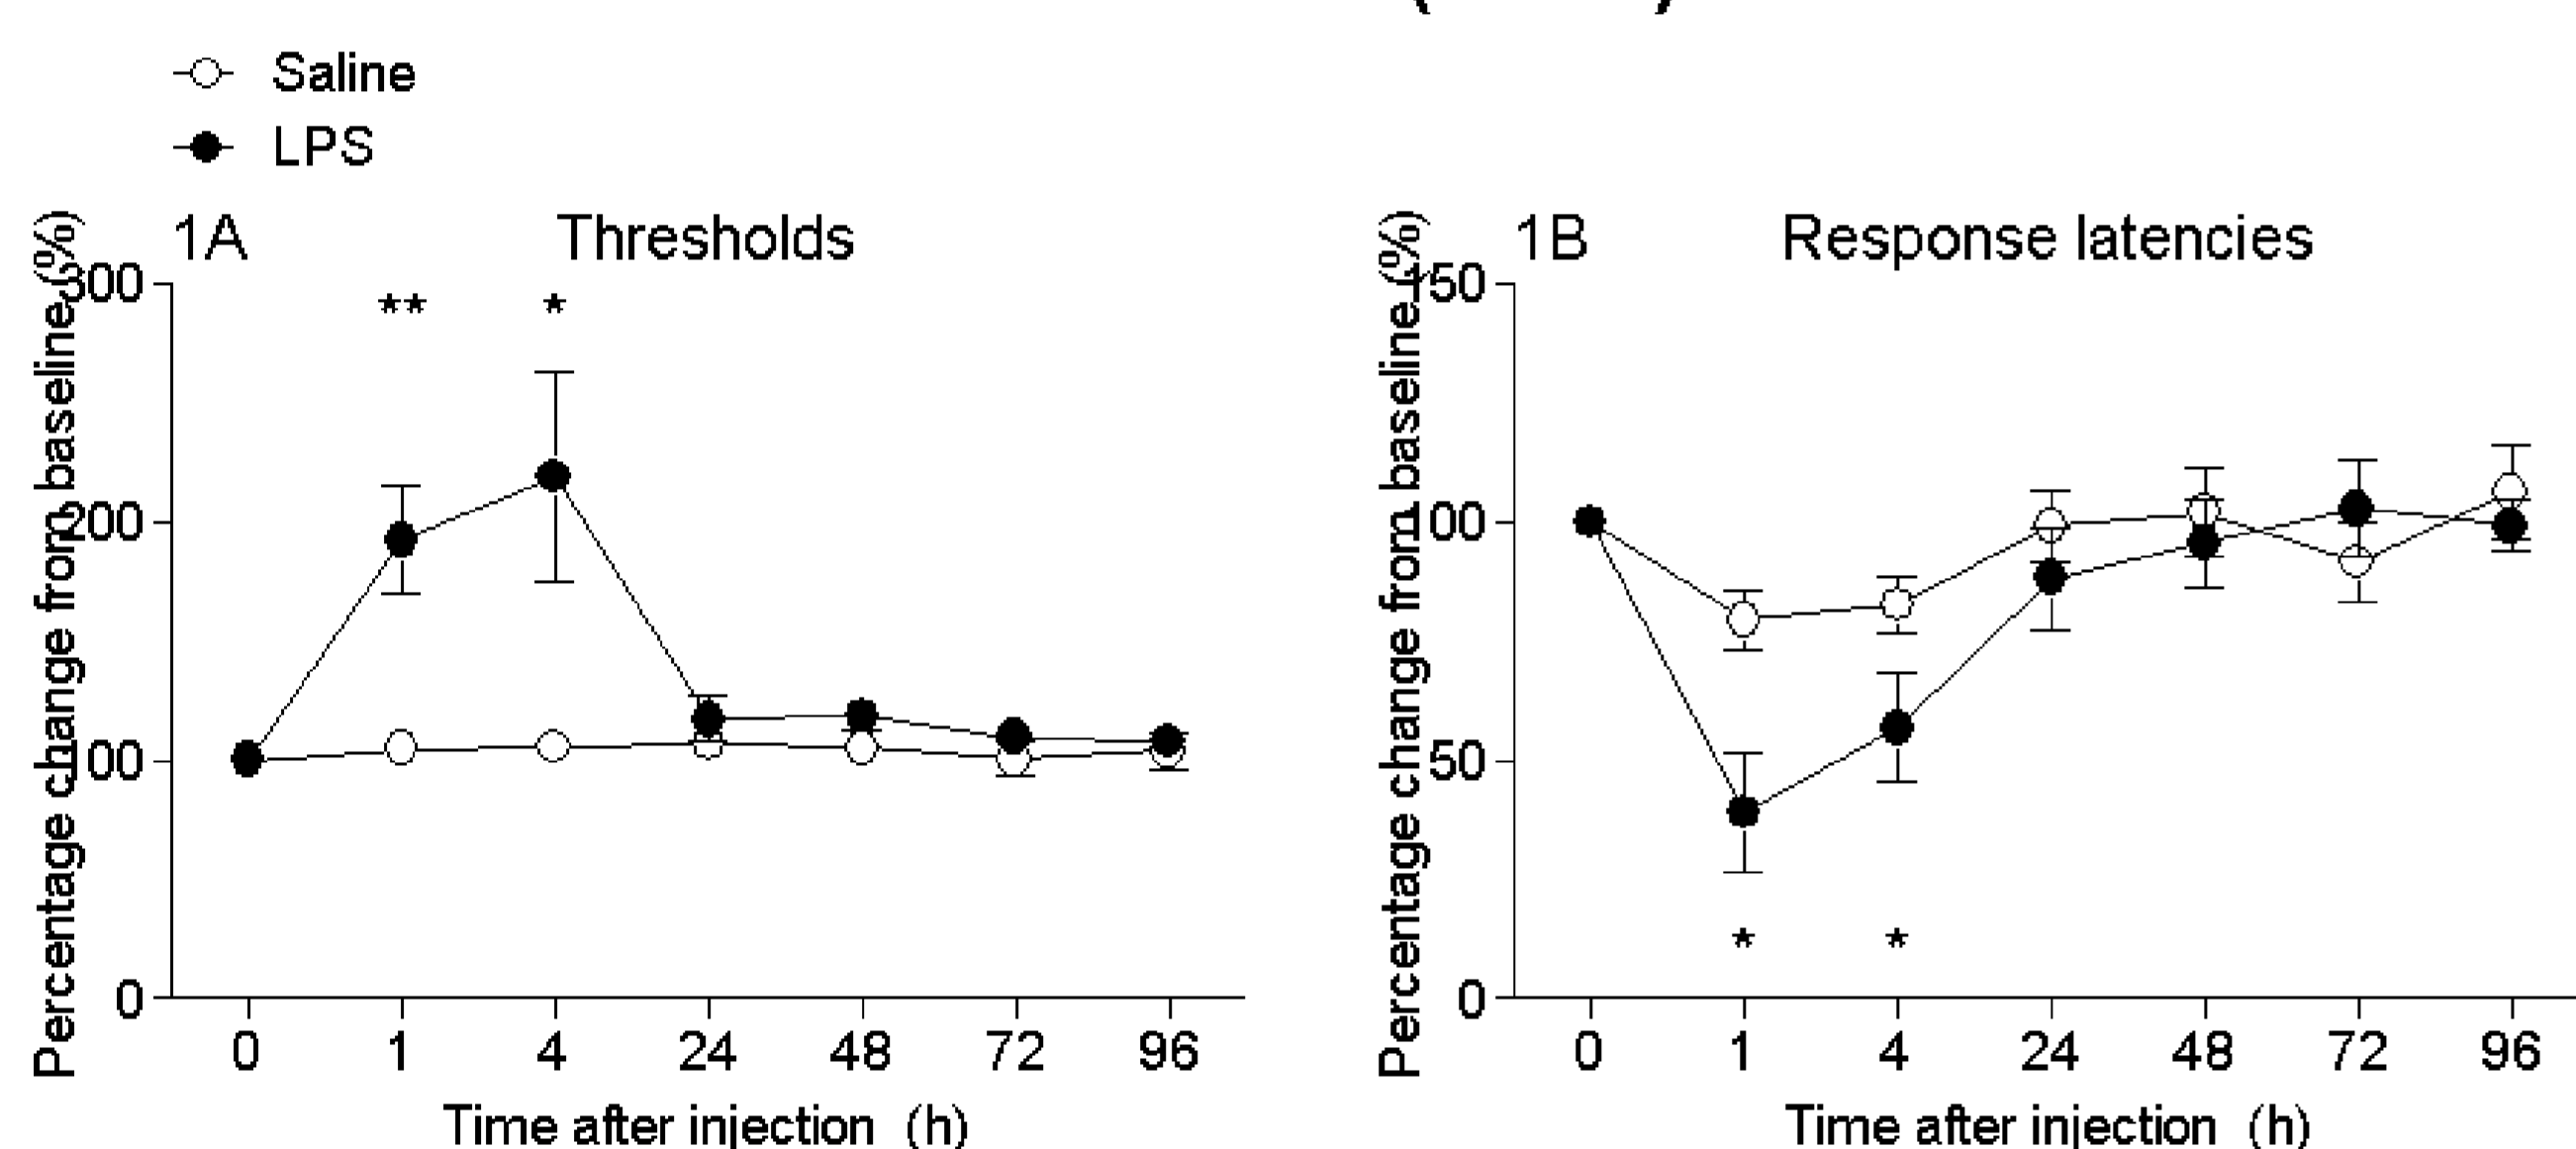 Saline
LPS
1A Thresholds
Percentage change from baseline (%)
300
** *
200
100
0
0 1 4 24 48 72 96
Time after injection (h)
1B Response latencies
Percentage change from baseline (%)
150
100
50
* *
0
0 1 4 24 48 72 96
Time after injection (h)